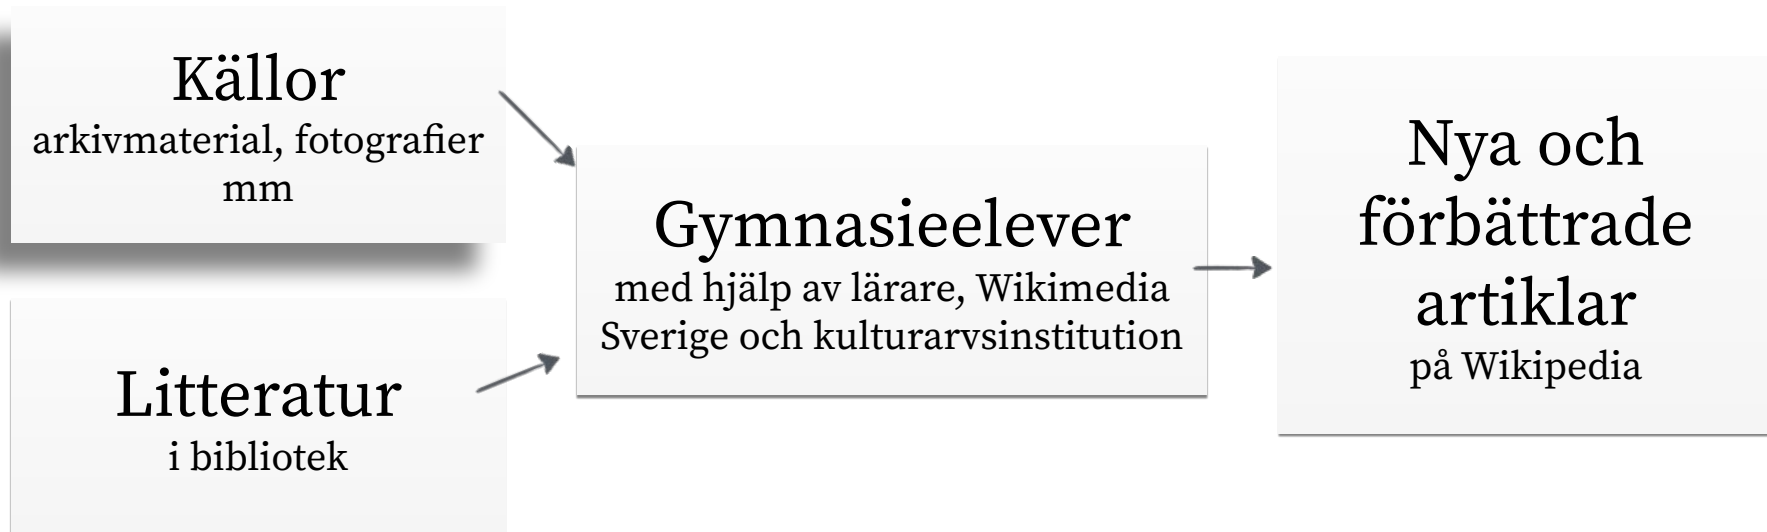 Källor
arkivmaterial, fotografier
mm
Litteratur
i bibliotek
Gymnasieelever
med hjälp av lärare, Wikimedia
Sverige och kulturarvsinstitution
Nya och
förbättrade
artiklar
på Wikipedia